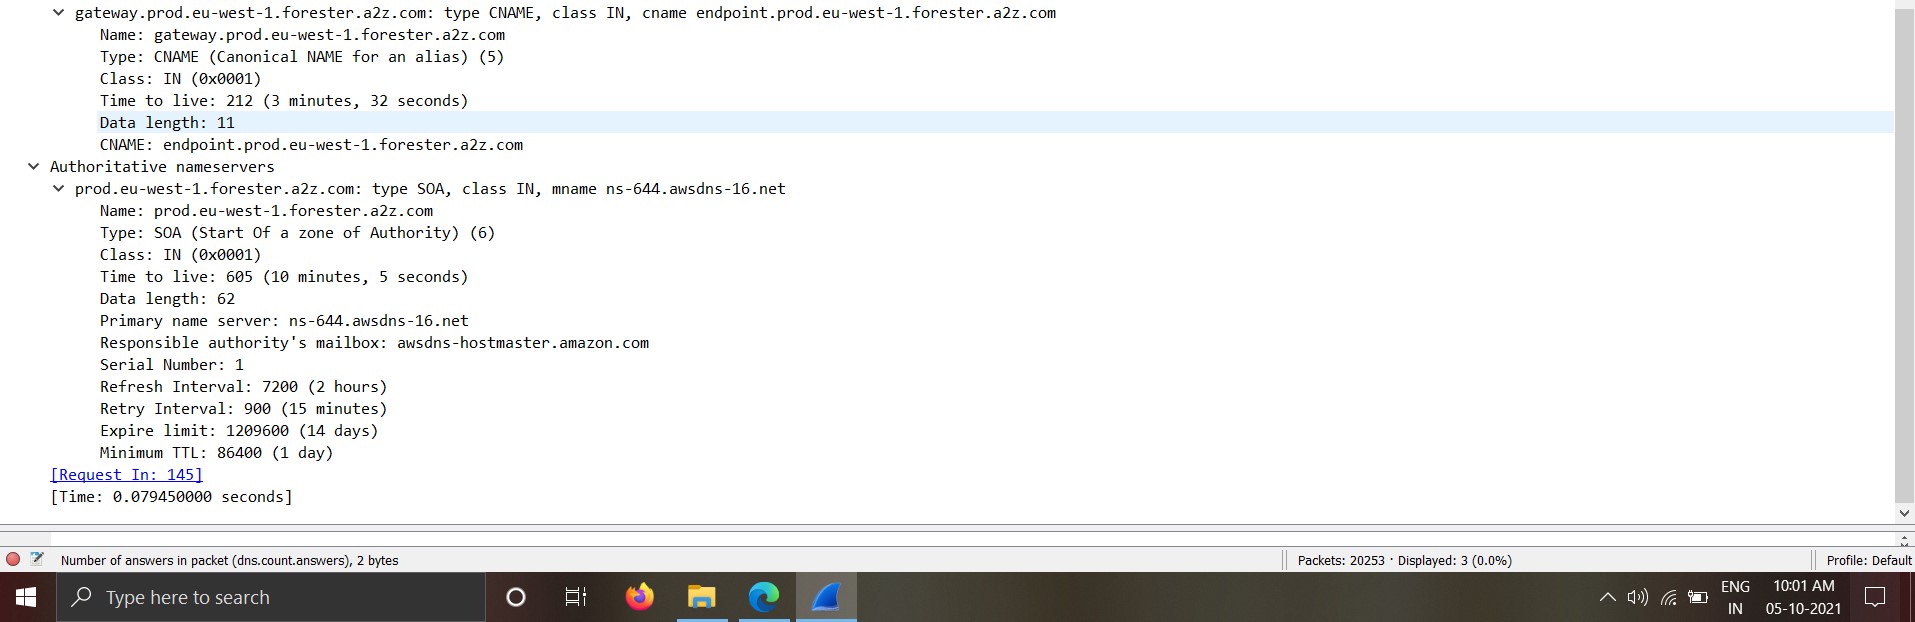 gateway.prod.eu-west-1.forester.a2z.com: type CNAME, class IN, cname endpoint.prod.eu-west-1.forester.a2z.com
Name: gateway.prod.eu-west-1.forester.a2z.com
Type: CNAME (Canonical NAME for an alias) (5)
Class: IN (0x0001)
Time to live: 212 (3 minutes, 32 seconds)
Data length: 11
CNAME: endpoint.prod.eu-west-1.forester.a2z.com
Authoritative nameservers
prod.eu-west-1.forester.a2z.com: type SOA, class IN, mname ns-644.awsdns-16.net
Name: prod.eu-west-1.forester.a2z.com
Type: SOA (Start Of a zone of Authority) (6)
Class: IN (0x0001)
Time to live: 605 (10 minutes, 5 seconds)
Data length: 62
Primary name server: ns-644.awsdns-16.net
Responsible authority's mailbox: awsdns-hostmaster.amazon.com
Serial Number: 1
Refresh Interval: 7200 (2 hours)
Retry Interval: 900 (15 minutes)
Expire limit: 1209600 (14 days)
Minimum TTL: 86400 (1 day)
[Request In: 145]
[Time: 0.079450000 seconds]
Number of answers in packet (dns.count.answers), 2 bytes
Packets: 20253 · Displayed: 3 (0.0%)
Profile: Default
Type here to search
ENG
IN
10:01 AM
05-10-2021